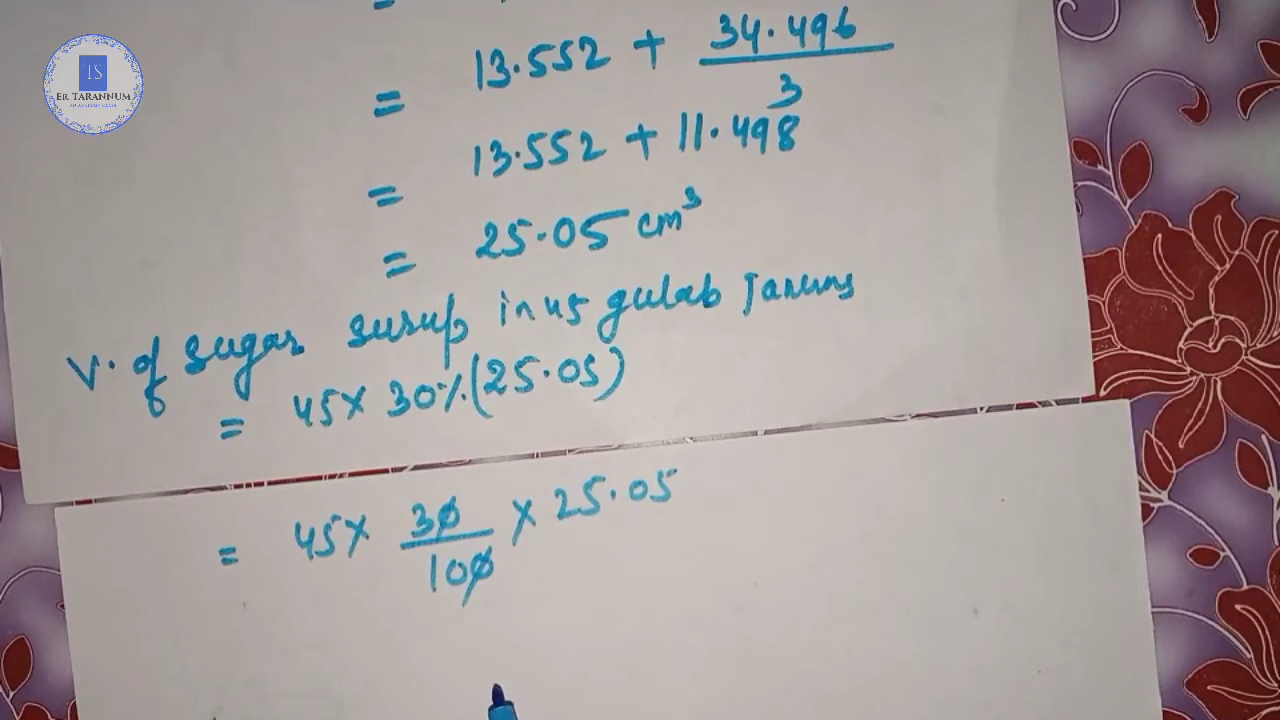 TS
ER. TARANNUM
= 13.552 + 34.496 / 3
= 13.552 + 11.498
= 25.05 cm³
V. of sugar surup in 45 gulab Jamuns
= 45 × 30% (25.05)
= 45 × 30/100 × 25.05